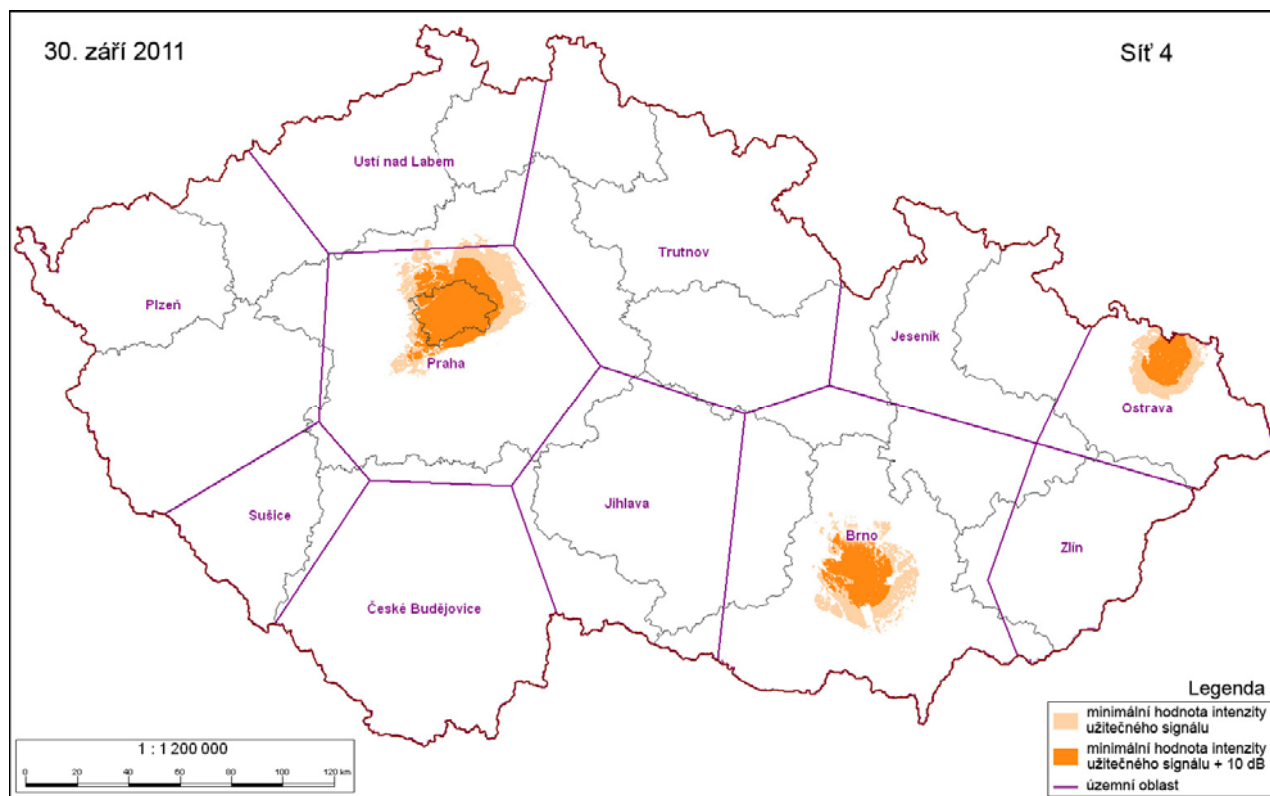 30. září 2011
Síť 4
Ustí nad Labem
Trutnov
Plzeň
Jeseník
Praha
Ostrava
Sušice
Jihlava
Brno
Zlín
České Budějovice
Legenda
minimální hodnota intenzity
užitečného signálu
minimální hodnota intenzity
užitečného signálu + 10 dB
územní oblast
1 : 1 200 000
0 20 40 60 80 100 120 km